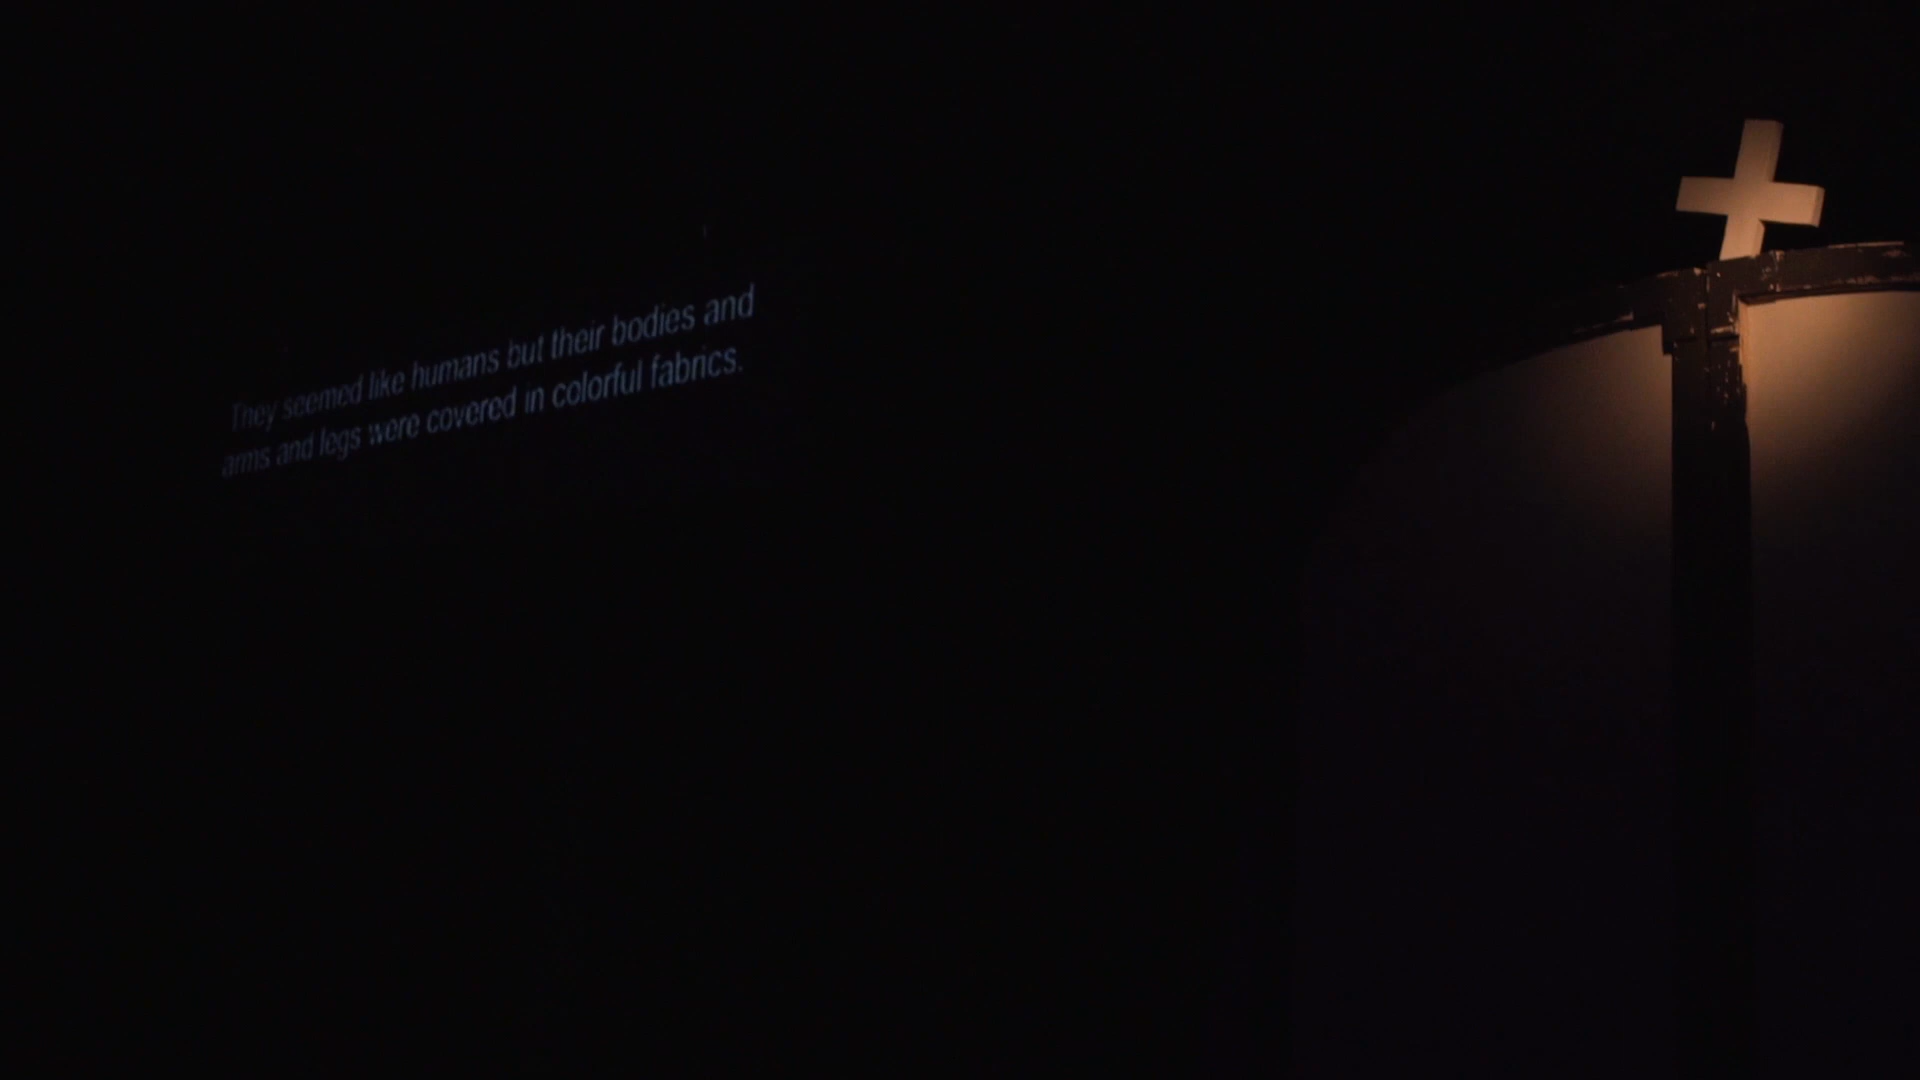 They seemed like humans but their bodies and
arms and legs were covered in colorful fabrics.